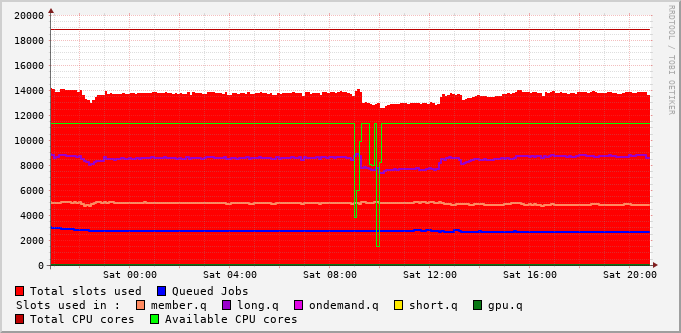 20000
18000
16000
14000
12000
10000
8000
6000
4000
2000
0
Sat 00:00 Sat 04:00 Sat 08:00 Sat 12:00 Sat 16:00 Sat 20:00
Total slots used Queued Jobs
Slots used in : member.q long.q ondemand.q short.q gpu.q
Total CPU cores Available CPU cores
RRDTOOL / TOBI OETIKER